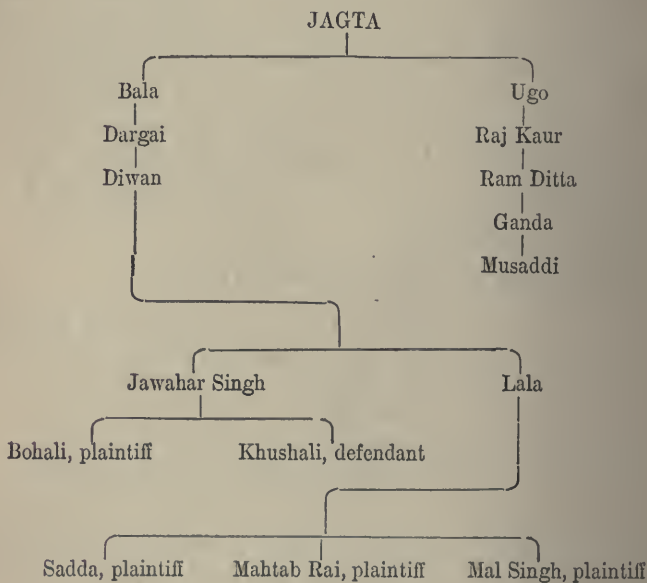 JAGTA
Bala Ugo
Dargai Raj Kaur
Diwan Ram Ditta
Ganda
Musaddi
Jawahar Singh Lala
Bohali, plaintiff Khushali, defendant
Sadda, plaintiff Mahtab Rai, plaintiff Mal Singh, plaintiff